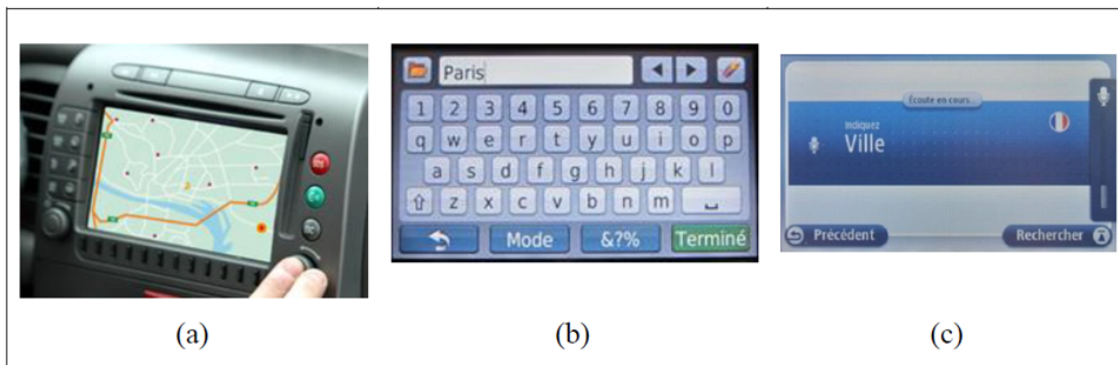 SOS
(a)
Paris
1 2 3 4 5 6 7 8 9 0
q w e r t y u i o p
a s d f g h j k l
z x c v b n m
Mode &?% Terminé
(b)
Écoute en cours...
Indiquez
Ville
Précédent Rechercher
(c)